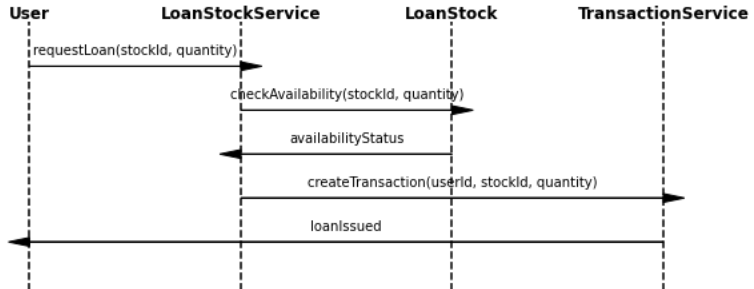 User LoanStockService LoanStock TransactionService
requestLoan(stockId, quantity)
checkAvailability(stockId, quantity)
availabilityStatus
createTransaction(userId, stockId, quantity)
loanIssued